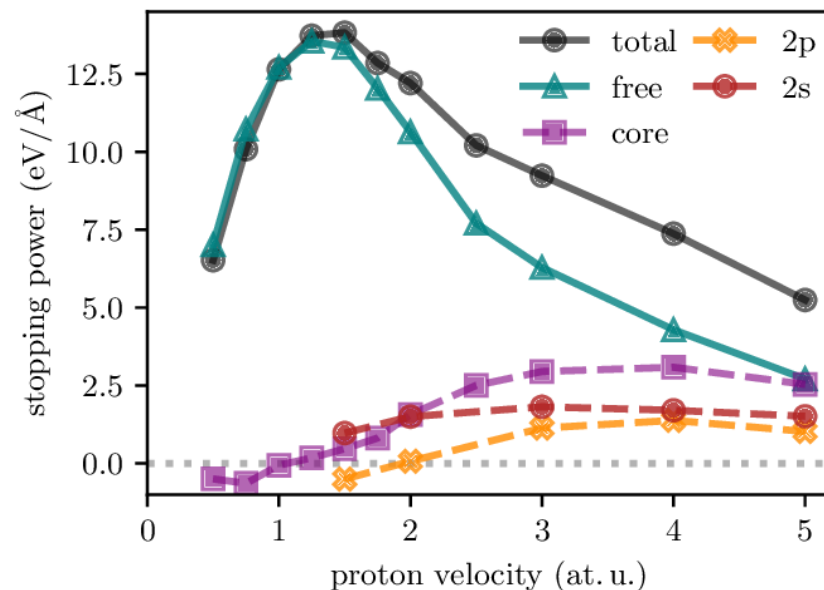 total
free
core
2p
2s
stopping power (eV/Å)
12.5
10.0
7.5
5.0
2.5
0.0
0 1 2 3 4 5
proton velocity (at. u.)